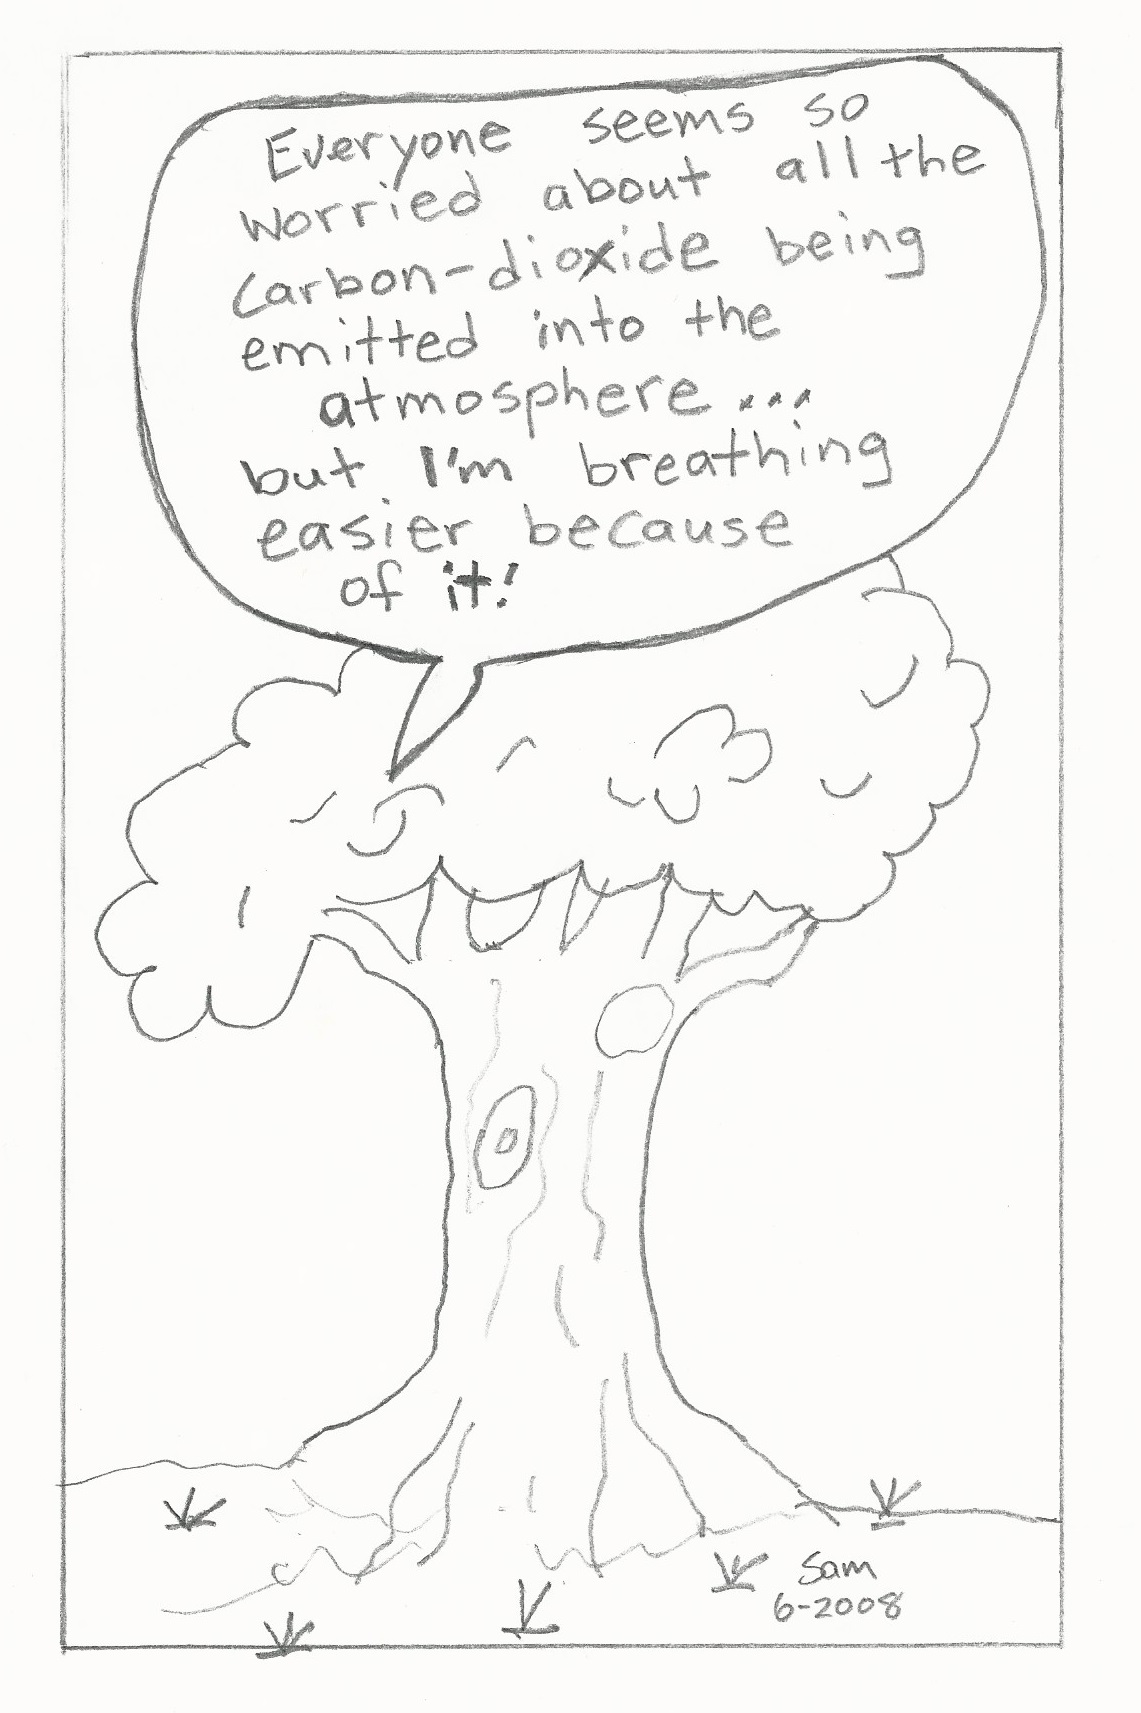 Everyone seems so
worried about all the
carbon-dioxide being
emitted into the
atmosphere...
but I'm breathing
easier because
of it!
Sam
6-2008